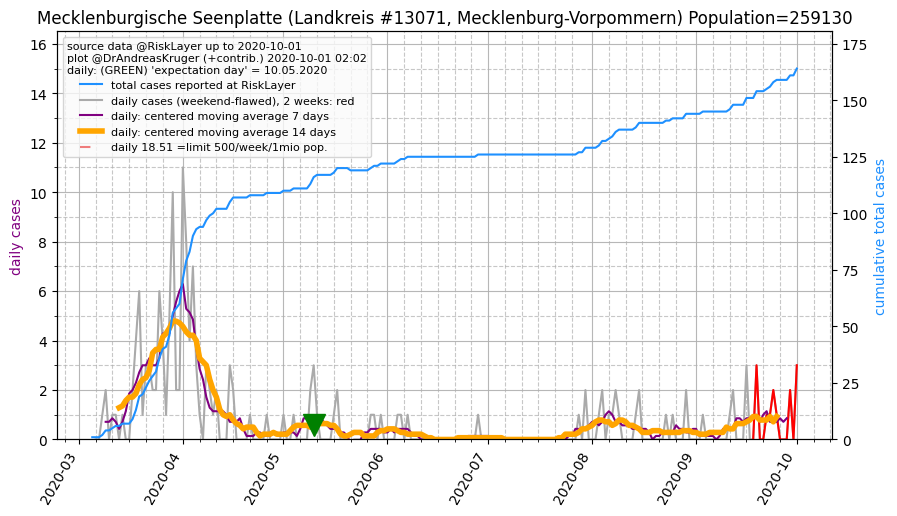 Mecklenburgische Seenplatte (Landkreis #13071, Mecklenburg-Vorpommern) Population=259130
source data @RiskLayer up to 2020-10-01
plot @DrAndreasKruger (+contrib.) 2020-10-01 02:02
daily: (GREEN) 'expectation day' = 10.05.2020
total cases reported at RiskLayer
daily cases (weekend-flawed), 2 weeks: red
daily: centered moving average 7 days
daily: centered moving average 14 days
daily 18.51 =limit 500/week/1mio pop.
daily cases
16
14
12
10
8
6
4
2
0
175
150
125
100
75
50
25
0
cumulative total cases
2020-03
2020-04
2020-05
2020-06
2020-07
2020-08
2020-09
2020-10